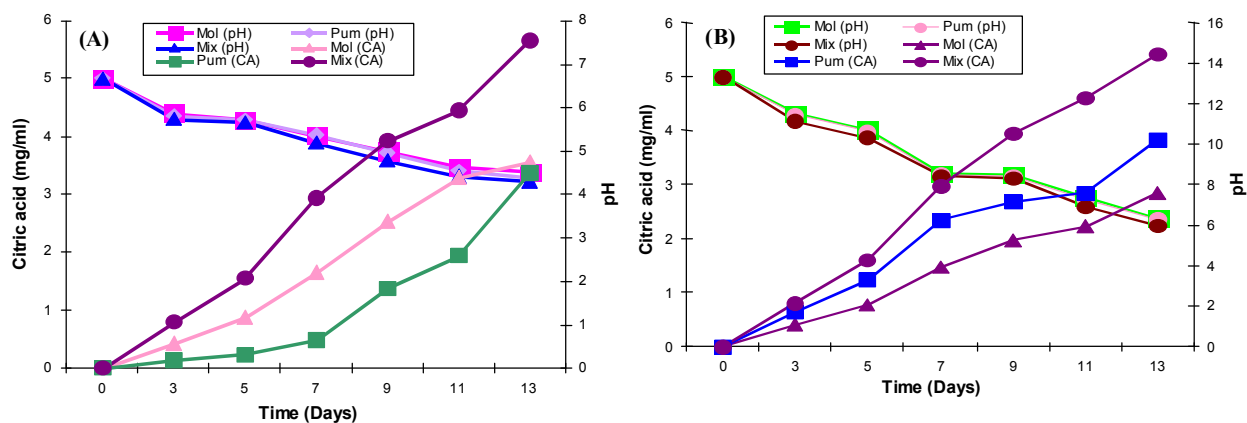 (A)
Mol (pH) Pum (pH)
Mix (pH) Mol (CA)
Pum (CA) Mix (CA)
Citric acid (mg/ml)
6
5
4
3
2
1
0
8
7
6
5
4
3
2
1
0
pH
0 3 5 7 9 11 13
Time (Days)
(B)
Mol (pH) Pum (pH)
Mix (pH) Mol (CA)
Pum (CA) Mix (CA)
Citric acid (mg/ml)
6
5
4
3
2
1
0
16
14
12
10
8
6
4
2
0
pH
0 3 5 7 9 11 13
Time (Days)